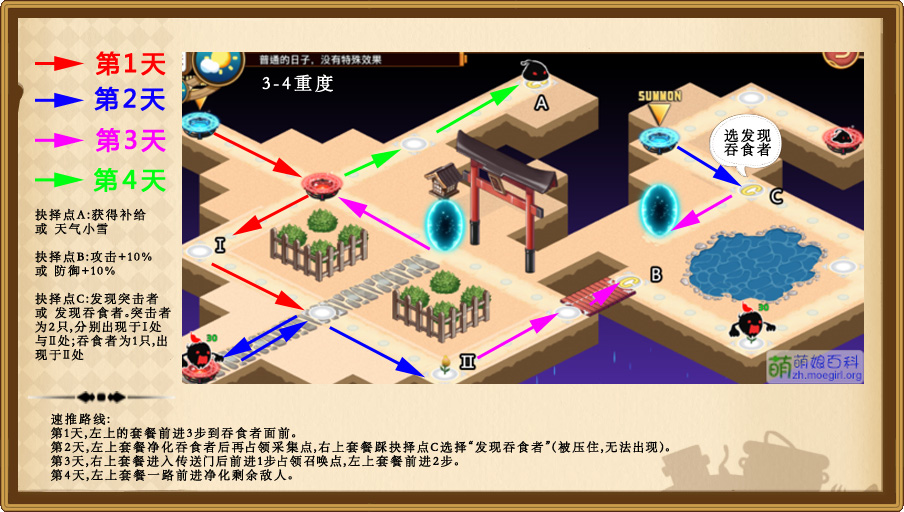 第1天
第2天
第3天
第4天
抉择点A:获得补给
或 天气小雪
抉择点B:攻击+10%
或 防御+10%
抉择点C:发现突击者
或 发现吞食者。突击者
为2只,分别出现于I处
与II处;吞食者为1只,出
现于II处
普通的日子，没有特殊效果
3-4重度
A
SUMMON
选发现
吞食者
C
I
B
30
30
II
萌娘百科
zh.moegirl.org
速推路线:
第1天,左上的套餐前进3步到吞食者面前。
第2天,左上套餐净化吞食者后再占领采集点,右上套餐踩抉择点C选择“发现吞食者”(被压住,无法出现)。
第3天,右上套餐进入传送门后前进1步占领召唤点,左上套餐前进2步。
第4天,左上套餐一路前进净化剩余敌人。